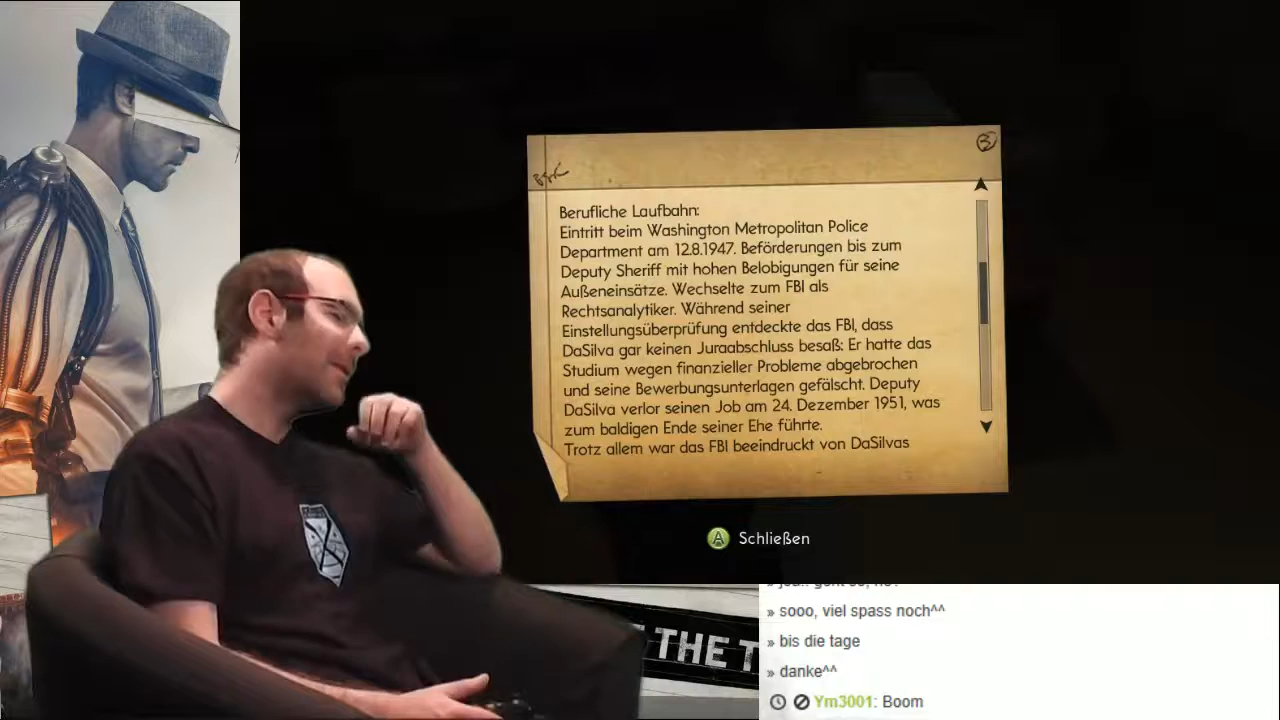 3
Berufliche Laufbahn:
Eintritt beim Washington Metropolitan Police
Department am 12.8.1947. Beförderungen bis zum
Deputy Sheriff mit hohen Belobigungen für seine
Außeneinsätze. Wechselte zum FBI als
Rechtsanalytiker. Während seiner
Einstellungsüberprüfung entdeckte das FBI, dass
DaSilva gar keinen Juraabschluss besaß: Er hatte das
Studium wegen finanzieller Probleme abgebrochen
und seine Bewerbungsunterlagen gefälscht. Deputy
DaSilva verlor seinen Job am 24. Dezember 1951, was
zum baldigen Ende seiner Ehe führte.
Trotz allem war das FBI beeindruckt von DaSilvas
A Schließen
THE T
» sooo, viel spass noch^^
» bis die tage
» danke^^
Ym3001: Boom